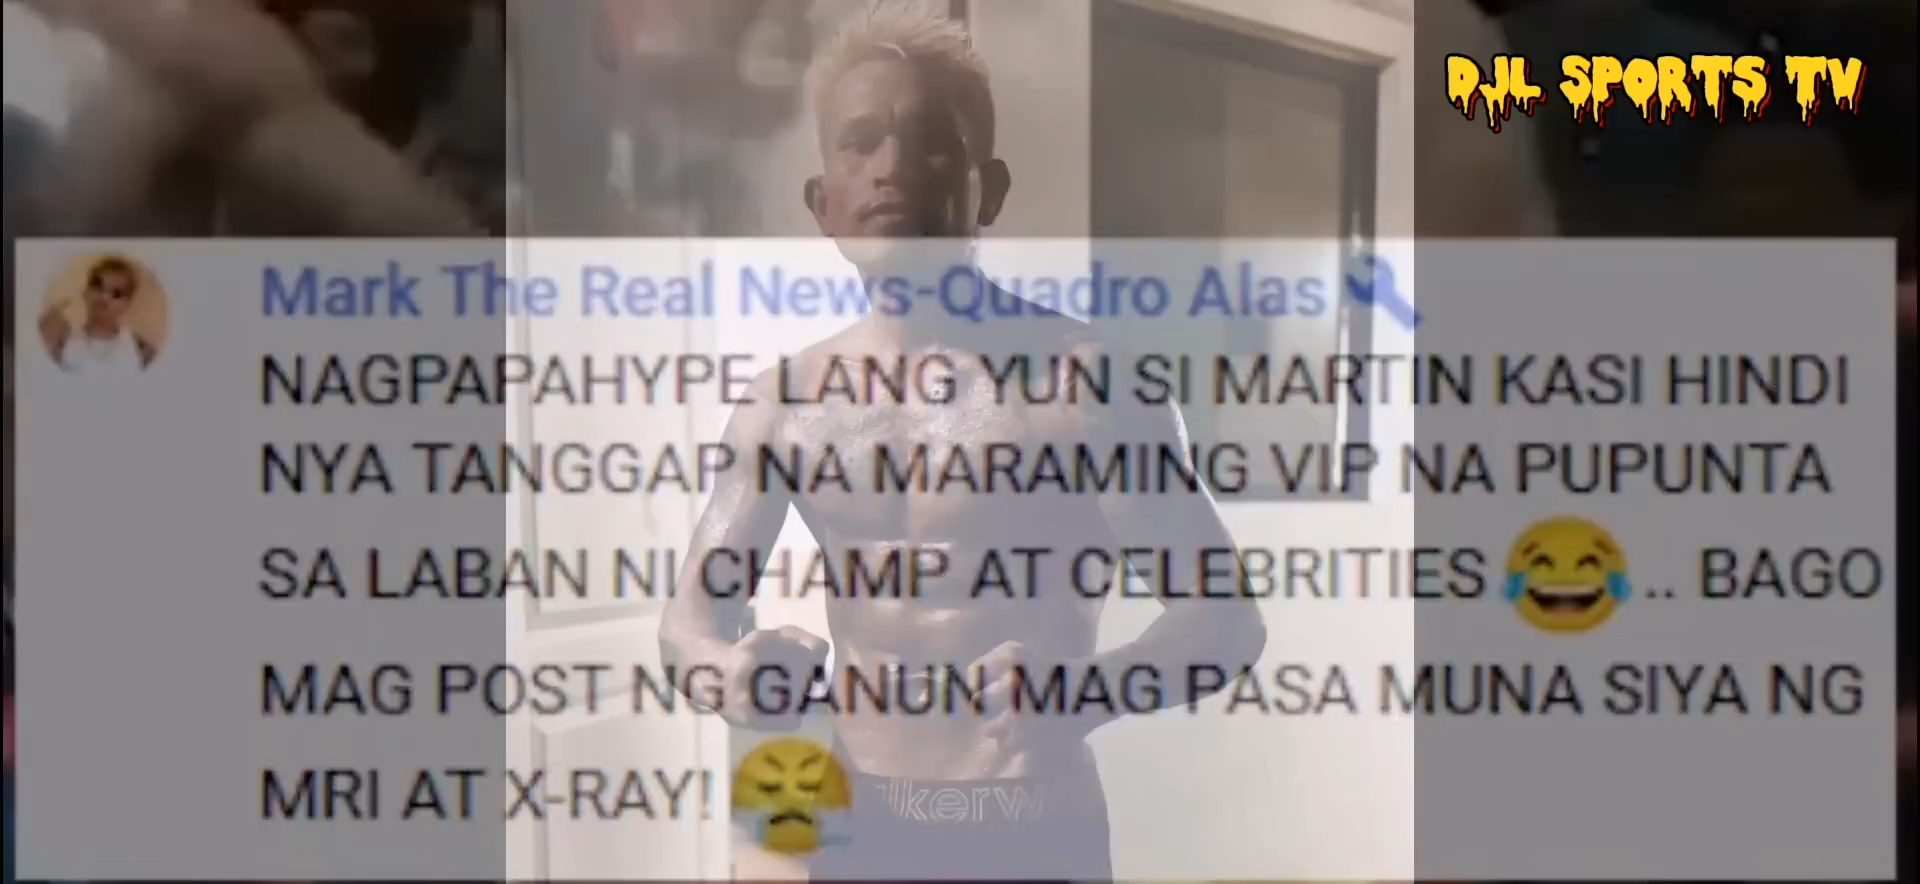 DJL SPORTS TV
Mark The Real News-Quadro Alas
NAGPAPAHYPE LANG YUN SI MARTIN KASI HINDI
NYA TANGGAP NA MARAMING VIP NA PUPUNTA
SA LABAN NI CHAMP AT CELEBRITIES 😂.. BAGO
MAG POST NG GANUN MAG PASA MUNA SIYA NG
MRI AT X-RAY! 😤